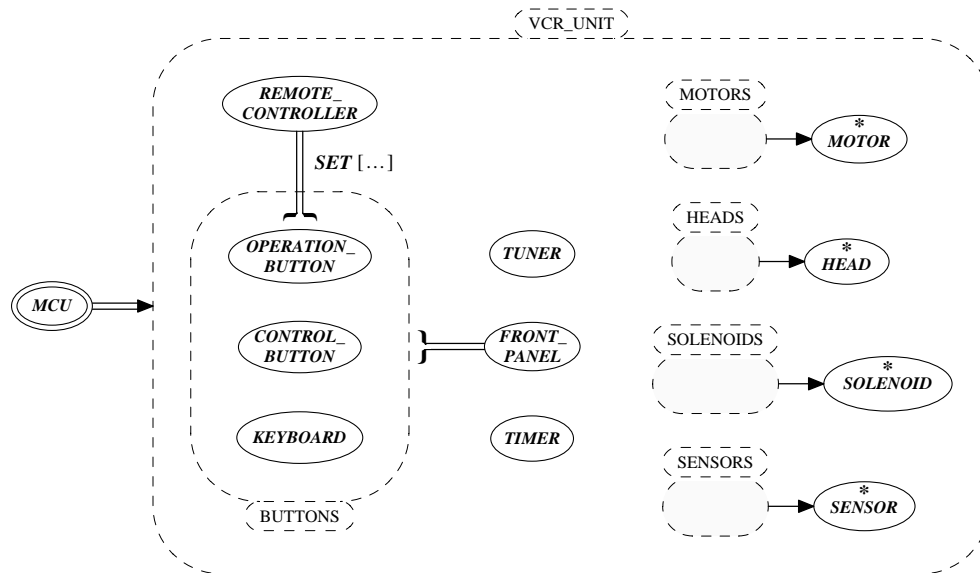 VCR_UNIT
REMOTE_
CONTROLLER
SET […]
OPERATION_
BUTTON
CONTROL_
BUTTON
KEYBOARD
BUTTONS
MCU
TUNER
FRONT_
PANEL
TIMER
MOTORS
*
MOTOR
HEADS
*
HEAD
SOLENOIDS
*
SOLENOID
SENSORS
*
SENSOR